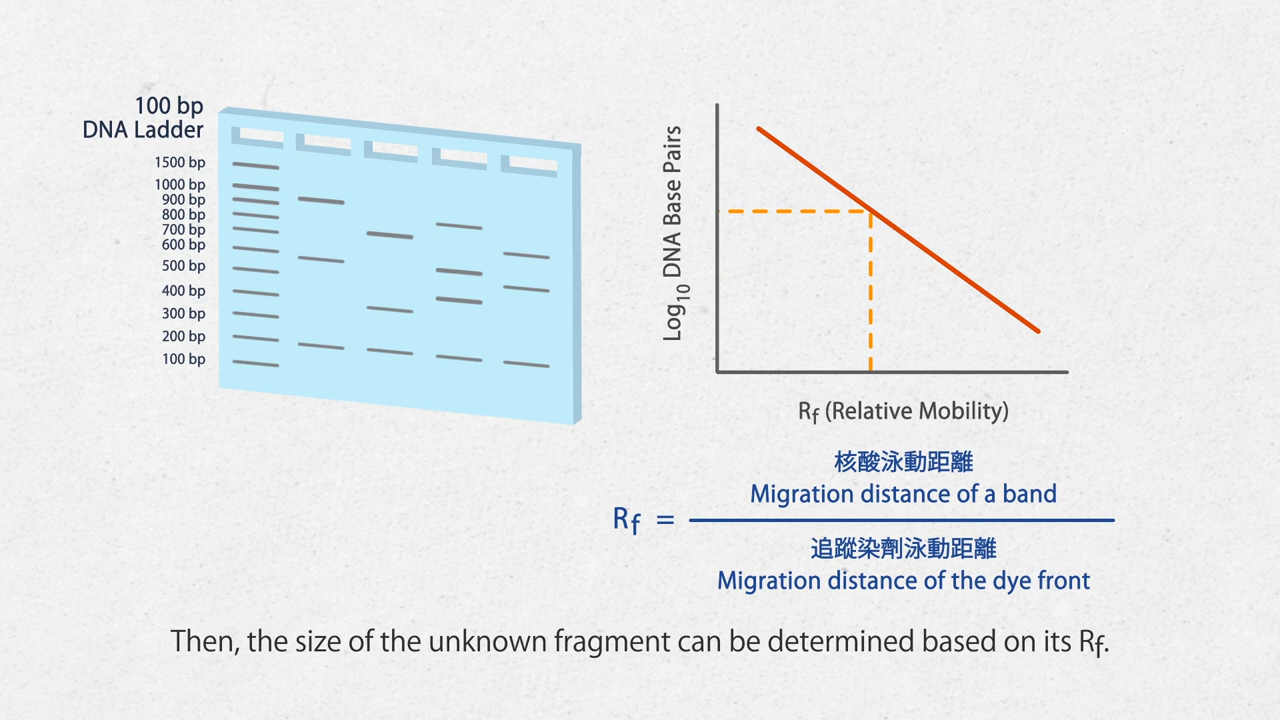 100 bp
DNA Ladder
1500 bp
1000 bp
900 bp
800 bp
700 bp
600 bp
500 bp
400 bp
300 bp
200 bp
100 bp
Log10 DNA Base Pairs
Rf (Relative Mobility)
核酸泳動距離
Migration distance of a band
Rf =
追蹤染劑泳動距離
Migration distance of the dye front
Then, the size of the unknown fragment can be determined based on its Rf.